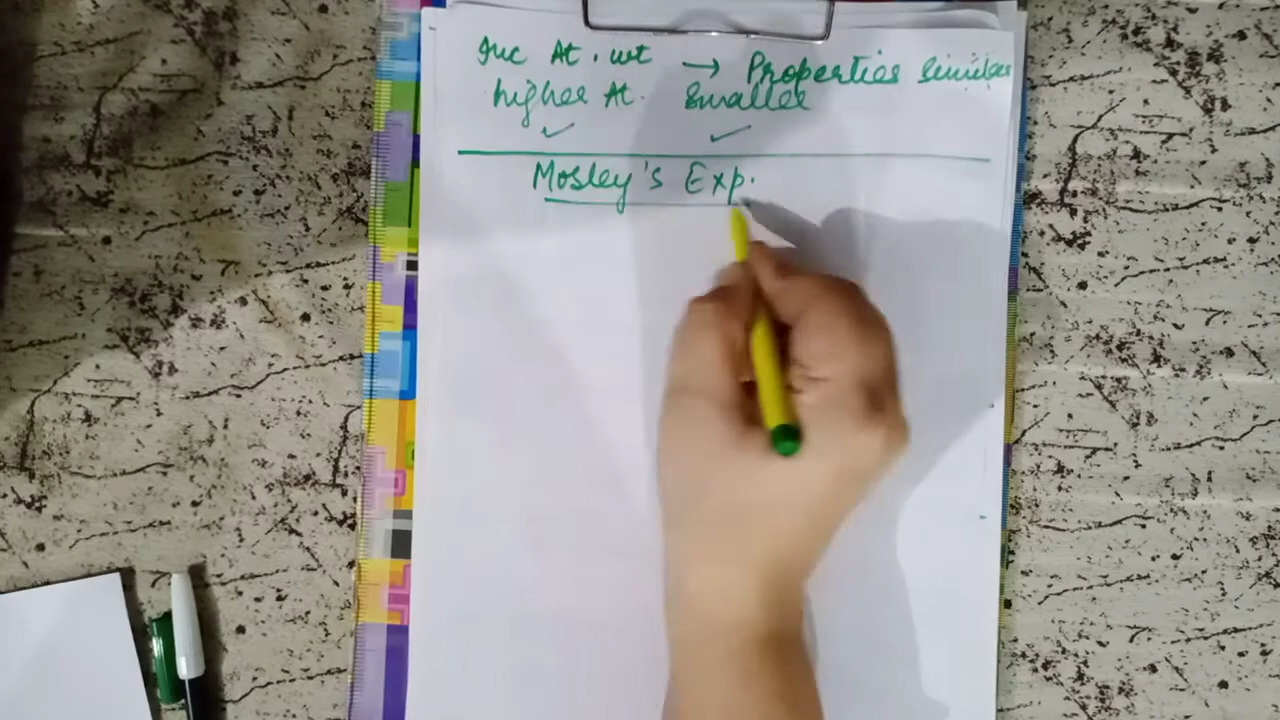 Inc At. wt → Properties similar
higher At. smaller
Mosley's Exp.